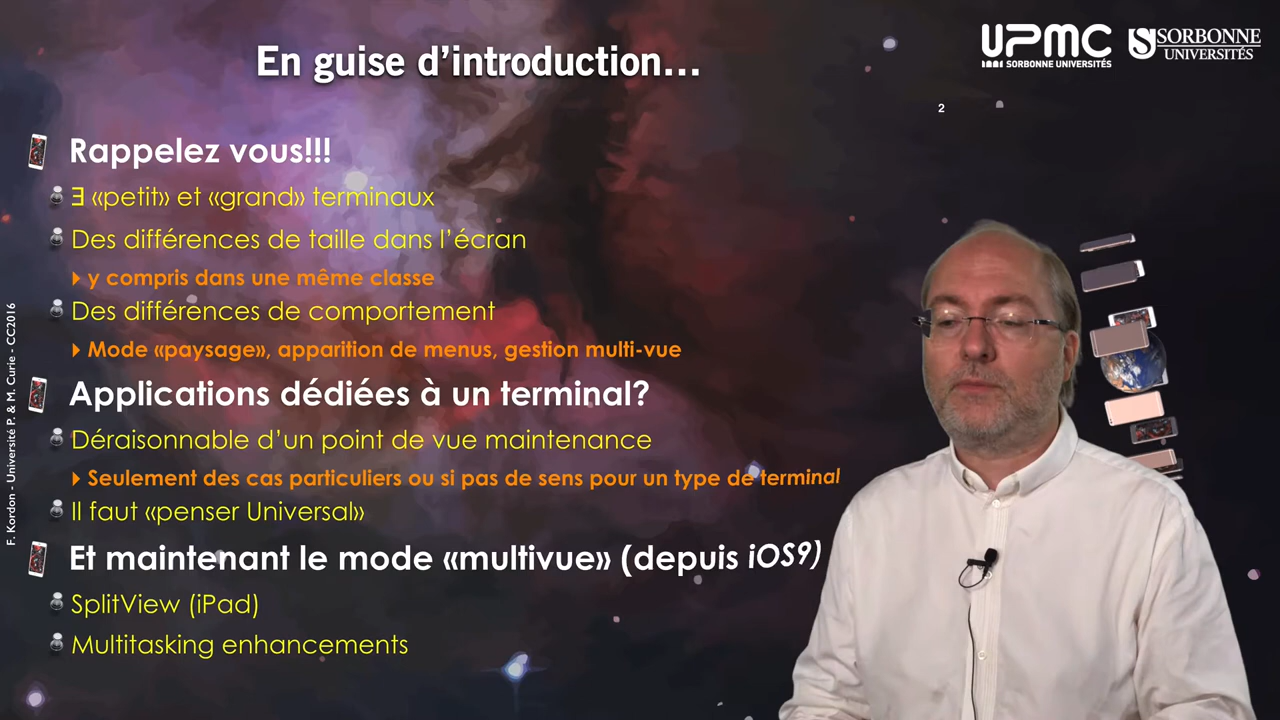 En guise d'introduction…
UPMC
SORBONNE UNIVERSITÉS
SORBONNE
UNIVERSITÉS
2
Rappelez vous!!!
∃ «petit» et «grand» terminaux
Des différences de taille dans l'écran
y compris dans une même classe
Des différences de comportement
Mode «paysage», apparition de menus, gestion multi-vue
Applications dédiées à un terminal?
Déraisonnable d'un point de vue maintenance
Seulement des cas particuliers ou si pas de sens pour un type de terminal
Il faut «penser Universal»
Et maintenant le mode «multivue» (depuis iOS9)
SplitView (iPad)
Multitasking enhancements
F. Kordon - Université P. & M. Curie - CC2016